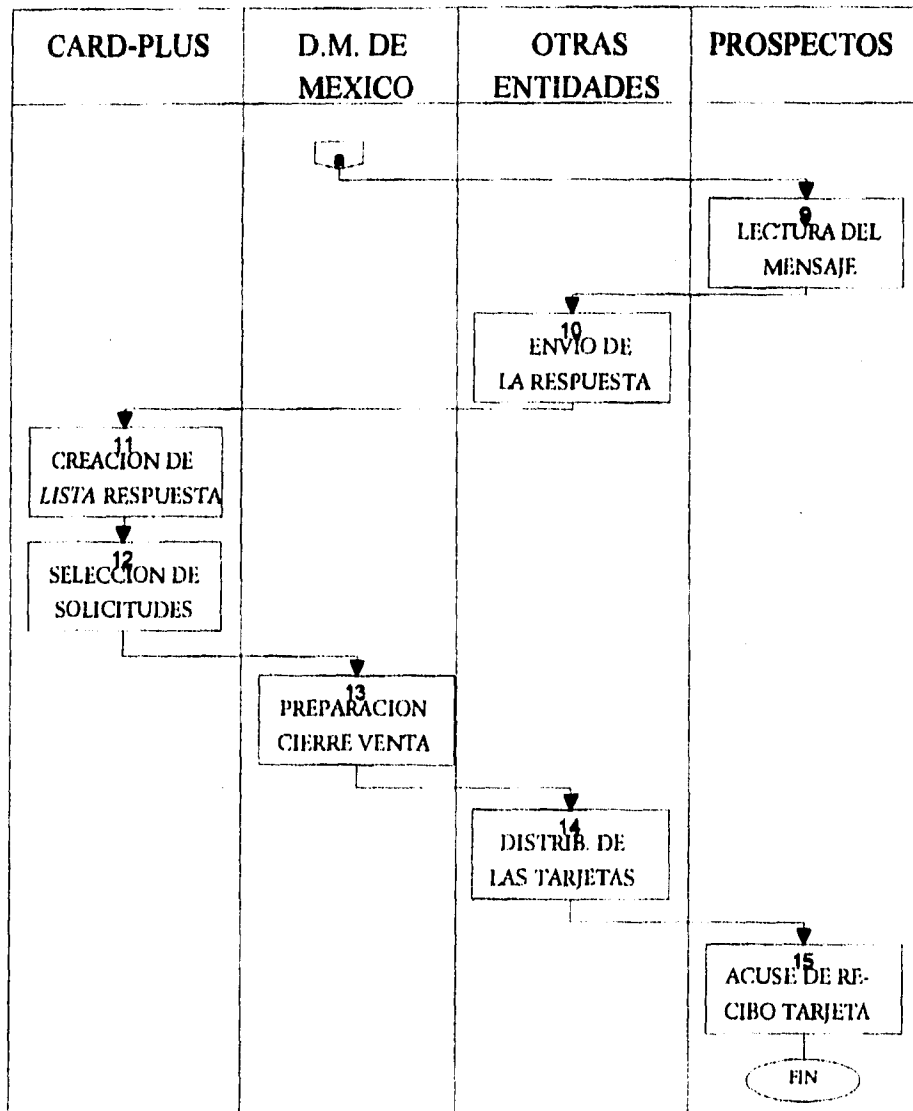 CARD-PLUS
D.M. DE
MEXICO
OTRAS
ENTIDADES
PROSPECTOS
9
LECTURA DEL
MENSAJE
10
ENVIO DE
LA RESPUESTA
11
CREACION DE
LISTA RESPUESTA
12
SELECCION DE
SOLICITUDES
13
PREPARACION
CIERRE VENTA
14
DISTRIB. DE
LAS TARJETAS
15
ACUSE DE RE-
CIBO TARJETA
FIN